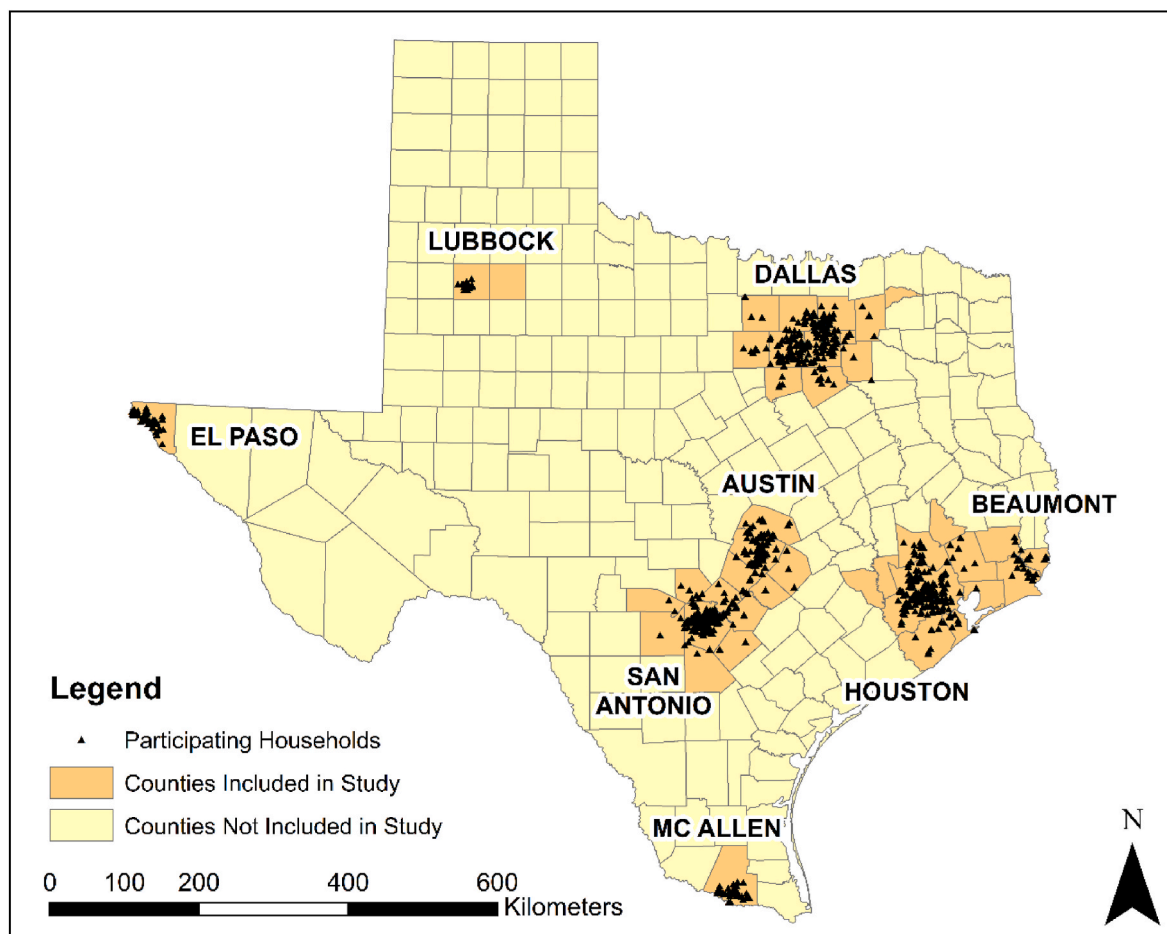 LUBBOCK
DALLAS
EL PASO
AUSTIN
BEAUMONT
SAN
ANTONIO
HOUSTON
MC ALLEN
Legend
Participating Households
Counties Included in Study
Counties Not Included in Study
0 100 200 400 600
Kilometers
N